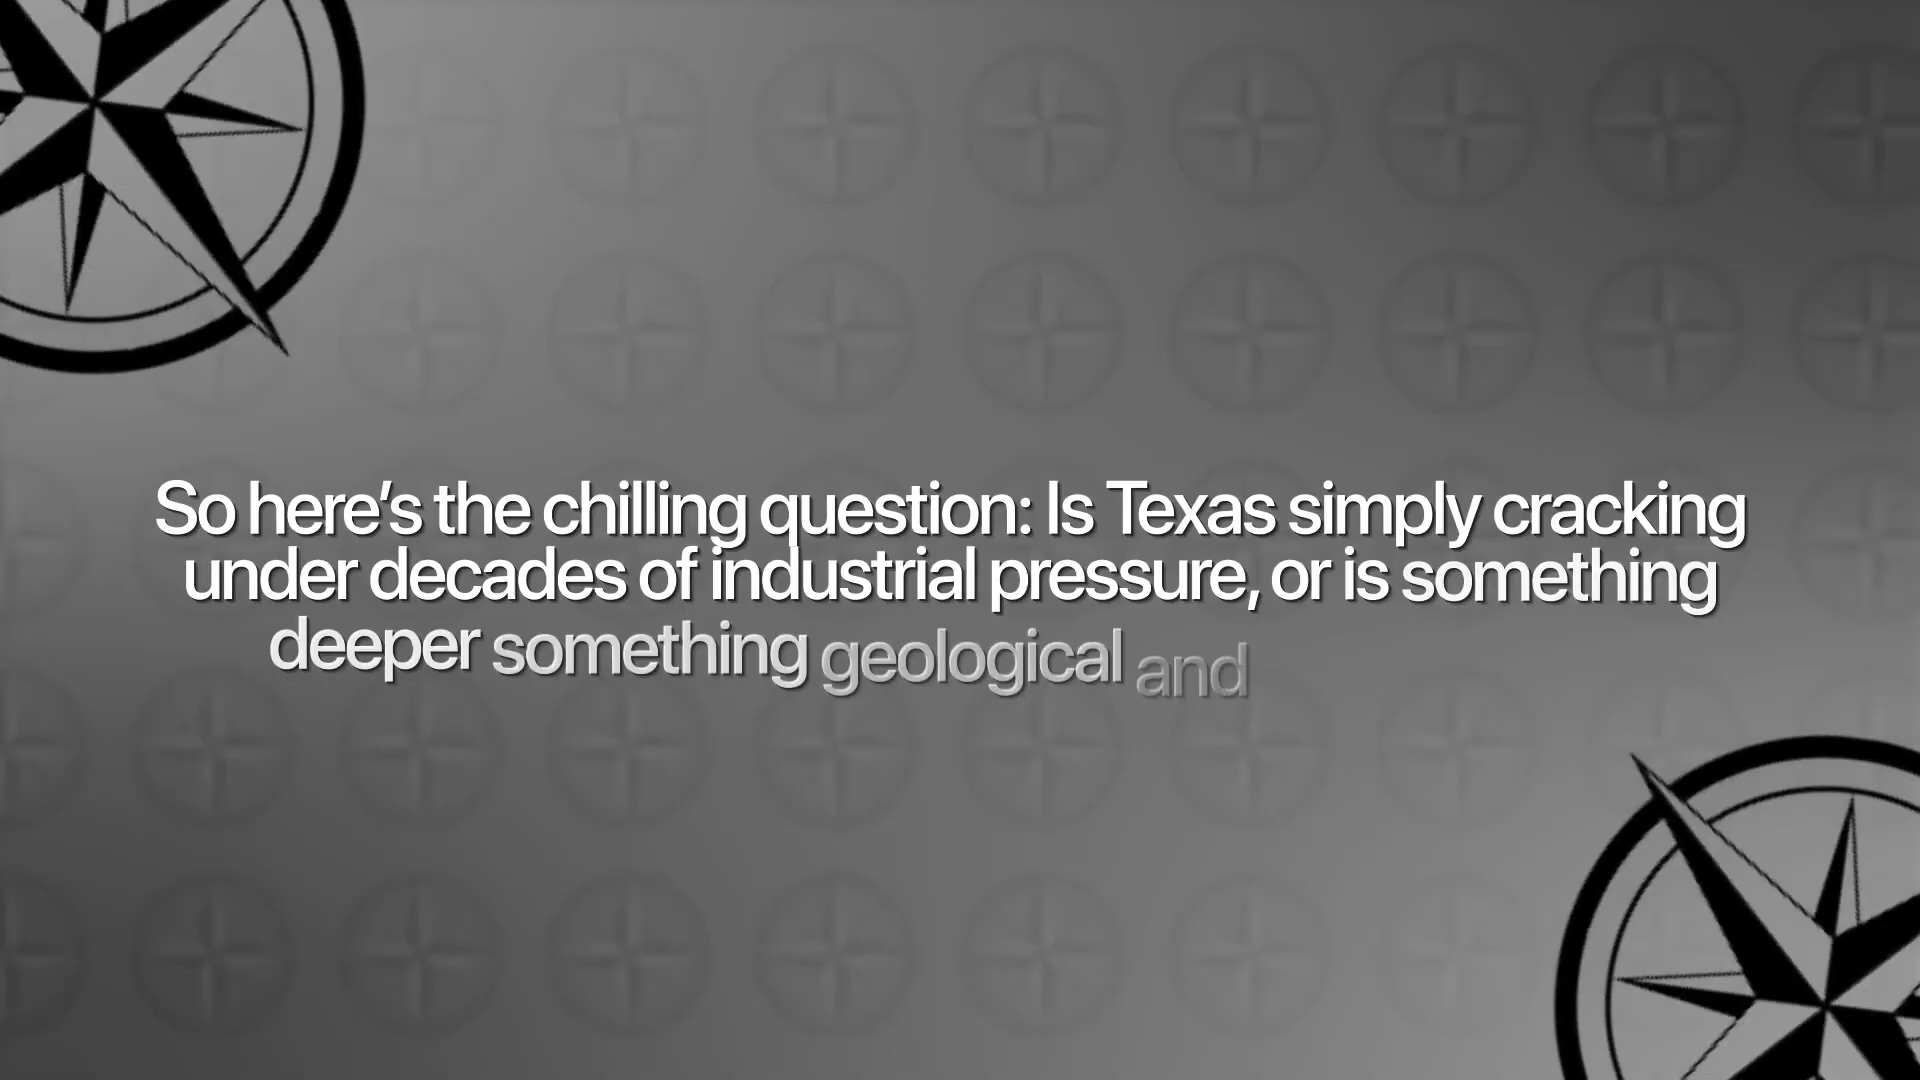 So here's the chilling question: Is Texas simply cracking
under decades of industrial pressure, or is something
deeper something geological and